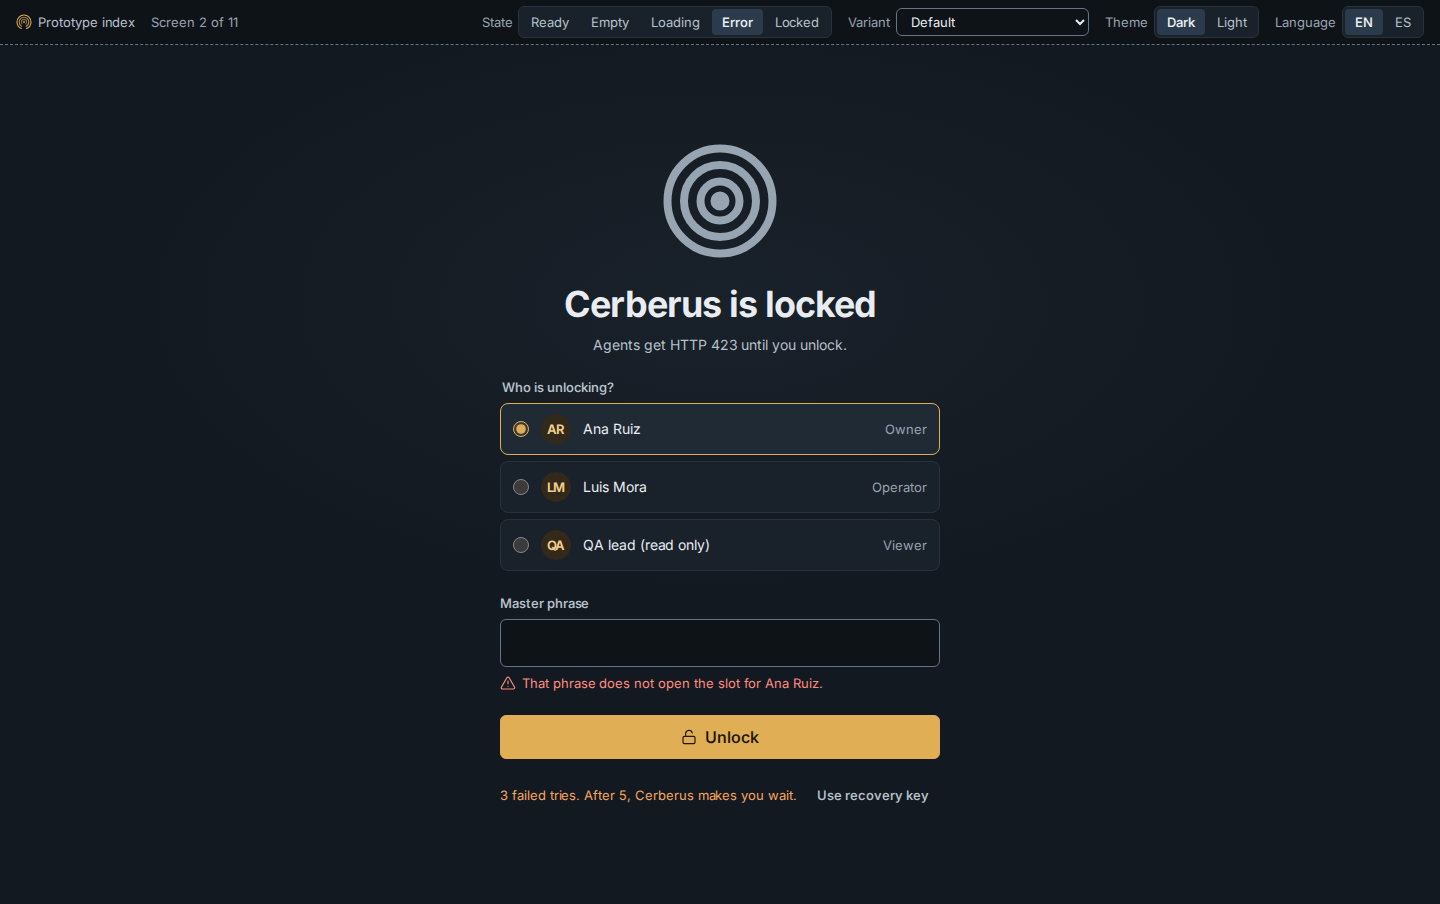 Prototype index Screen 2 of 11 State Ready Empty Loading Error Locked Variant Default Theme Dark Light Language EN ES
Cerberus is locked
Agents get HTTP 423 until you unlock.
Who is unlocking?
AR Ana Ruiz Owner
LM Luis Mora Operator
QA QA lead (read only) Viewer
Master phrase
That phrase does not open the slot for Ana Ruiz.
Unlock
3 failed tries. After 5, Cerberus makes you wait. Use recovery key